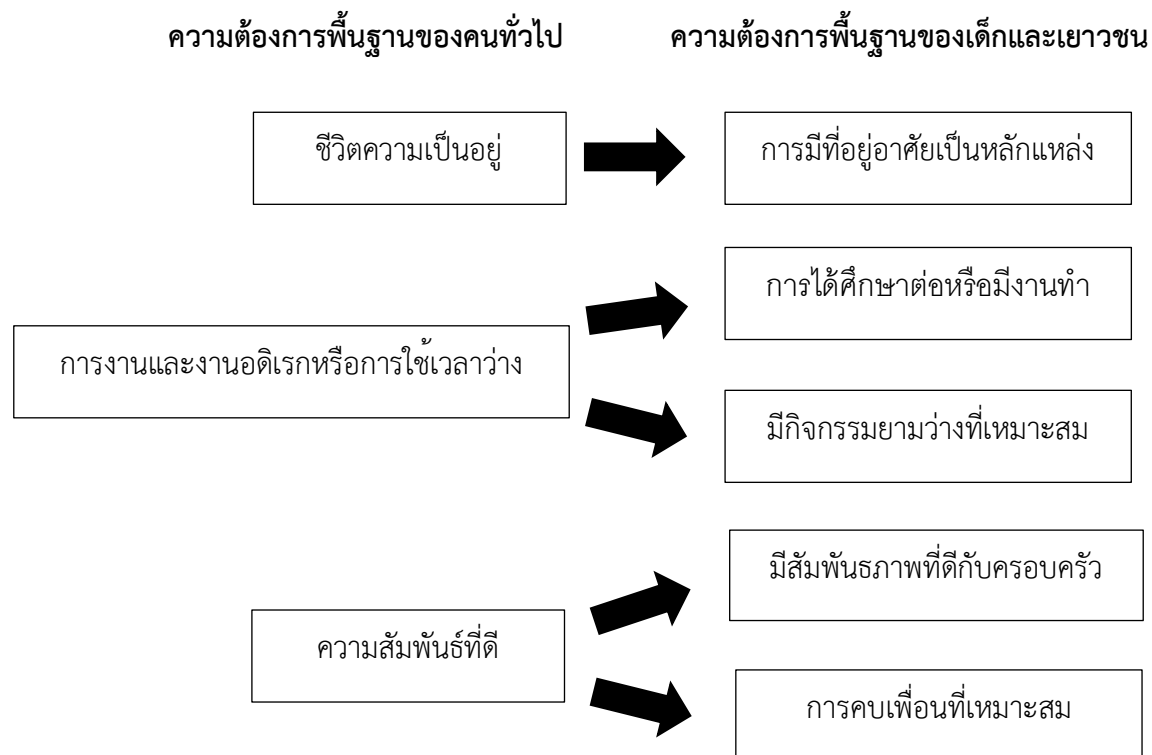 ความต้องการพื้นฐานของคนทั่วไป
ความต้องการพื้นฐานของเด็กและเยาวชน
ชีวิตความเป็นอยู่
การมีที่อยู่อาศัยเป็นหลักแหล่ง
การงานและงานอดิเรกหรือการใช้เวลาว่าง
การได้ศึกษาต่อหรือมีงานทำ
มีกิจกรรมยามว่างที่เหมาะสม
ความสัมพันธ์ที่ดี
มีสัมพันธภาพที่ดีกับครอบครัว
การคบเพื่อนที่เหมาะสม